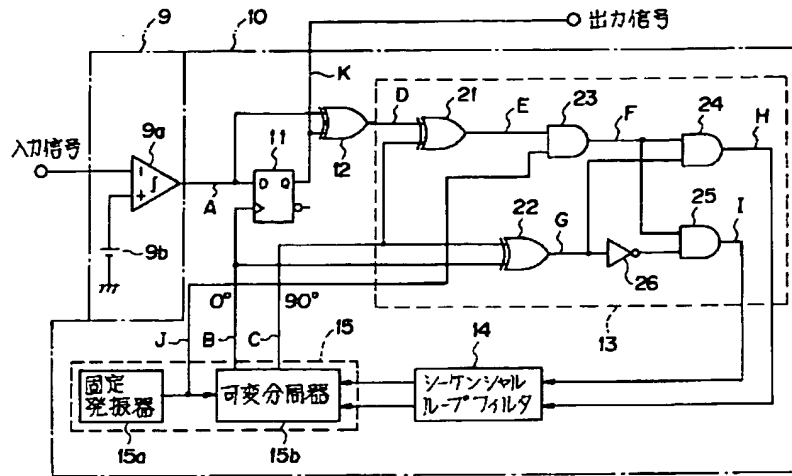 9
10
出力信号
K
D
21
E
23
F
24
H
9a
入力信号
12
11
D Q
A
22
G
25
I
26
9b
0°
90°
J
B
C
15
13
14
固定
発振器
可変分周器
シーケンシャル
ループフィルタ
15a
15b